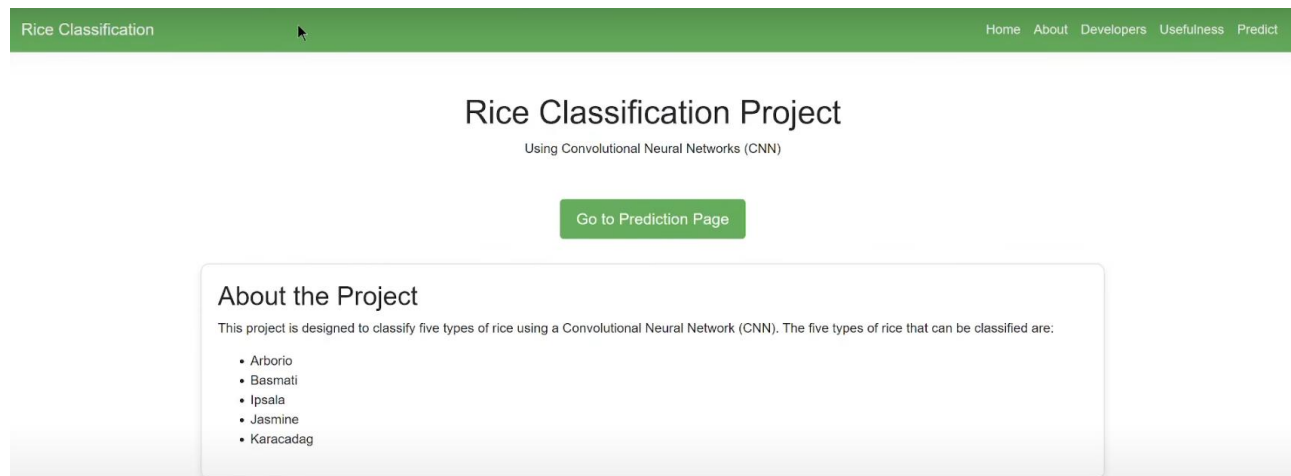 Rice Classification
Home About Developers Usefulness Predict
Rice Classification Project
Using Convolutional Neural Networks (CNN)
Go to Prediction Page
About the Project
This project is designed to classify five types of rice using a Convolutional Neural Network (CNN). The five types of rice that can be classified are:
• Arborio
• Basmati
• Ipsala
• Jasmine
• Karacadag